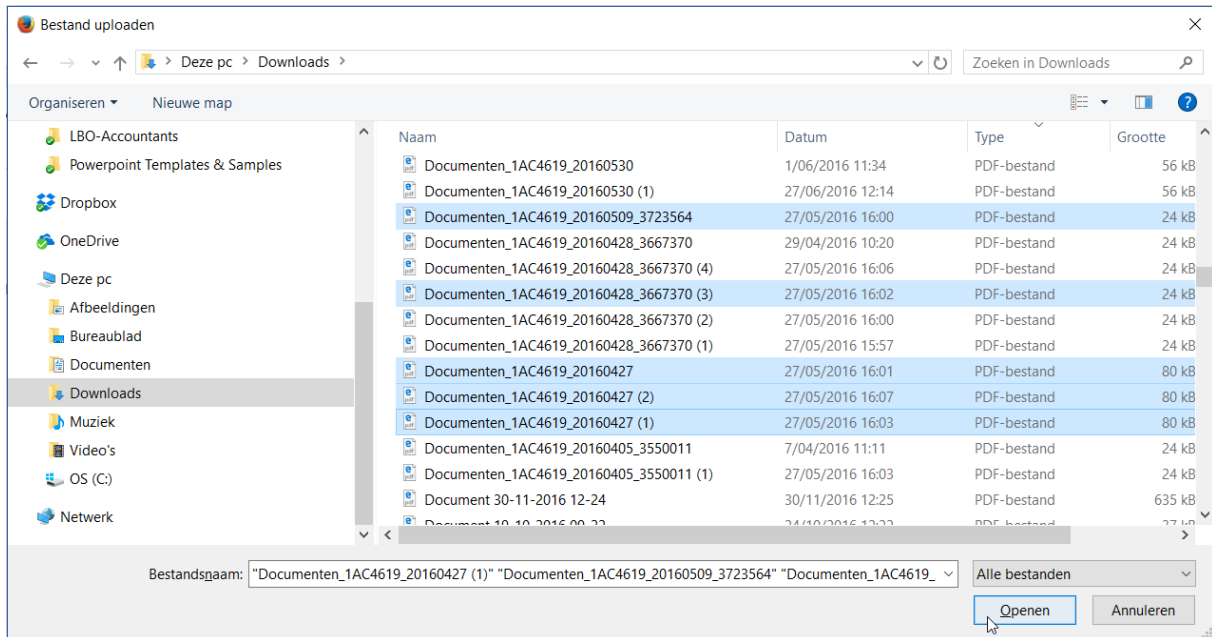 Bestand uploaden
Deze pc > Downloads >
Zoeken in Downloads
Organiseren
Nieuwe map
LBO-Accountants
Powerpoint Templates & Samples
Dropbox
OneDrive
Deze pc
Afbeeldingen
Bureaublad
Documenten
Downloads
Muziek
Video's
OS (C:)
Netwerk
Naam Datum Type Grootte
Documenten_1AC4619_20160530 1/06/2016 11:34 PDF-bestand 56 kB
Documenten_1AC4619_20160530 (1) 27/06/2016 12:14 PDF-bestand 56 kB
Documenten_1AC4619_20160509_3723564 27/05/2016 16:00 PDF-bestand 24 kB
Documenten_1AC4619_20160428_3667370 29/04/2016 10:20 PDF-bestand 24 kB
Documenten_1AC4619_20160428_3667370 (4) 27/05/2016 16:06 PDF-bestand 24 kB
Documenten_1AC4619_20160428_3667370 (3) 27/05/2016 16:02 PDF-bestand 24 kB
Documenten_1AC4619_20160428_3667370 (2) 27/05/2016 16:00 PDF-bestand 24 kB
Documenten_1AC4619_20160428_3667370 (1) 27/05/2016 15:57 PDF-bestand 24 kB
Documenten_1AC4619_20160427 27/05/2016 16:01 PDF-bestand 80 kB
Documenten_1AC4619_20160427 (2) 27/05/2016 16:07 PDF-bestand 80 kB
Documenten_1AC4619_20160427 (1) 27/05/2016 16:03 PDF-bestand 80 kB
Documenten_1AC4619_20160405_3550011 7/04/2016 11:11 PDF-bestand 24 kB
Documenten_1AC4619_20160405_3550011 (1) 27/05/2016 16:03 PDF-bestand 24 kB
Document 30-11-2016 12-24 30/11/2016 12:25 PDF-bestand 635 kB
Bestandsnaam: "Documenten_1AC4619_20160427 (1)" "Documenten_1AC4619_20160509_3723564" "Documenten_1AC4619_
Alle bestanden
Openen
Annuleren